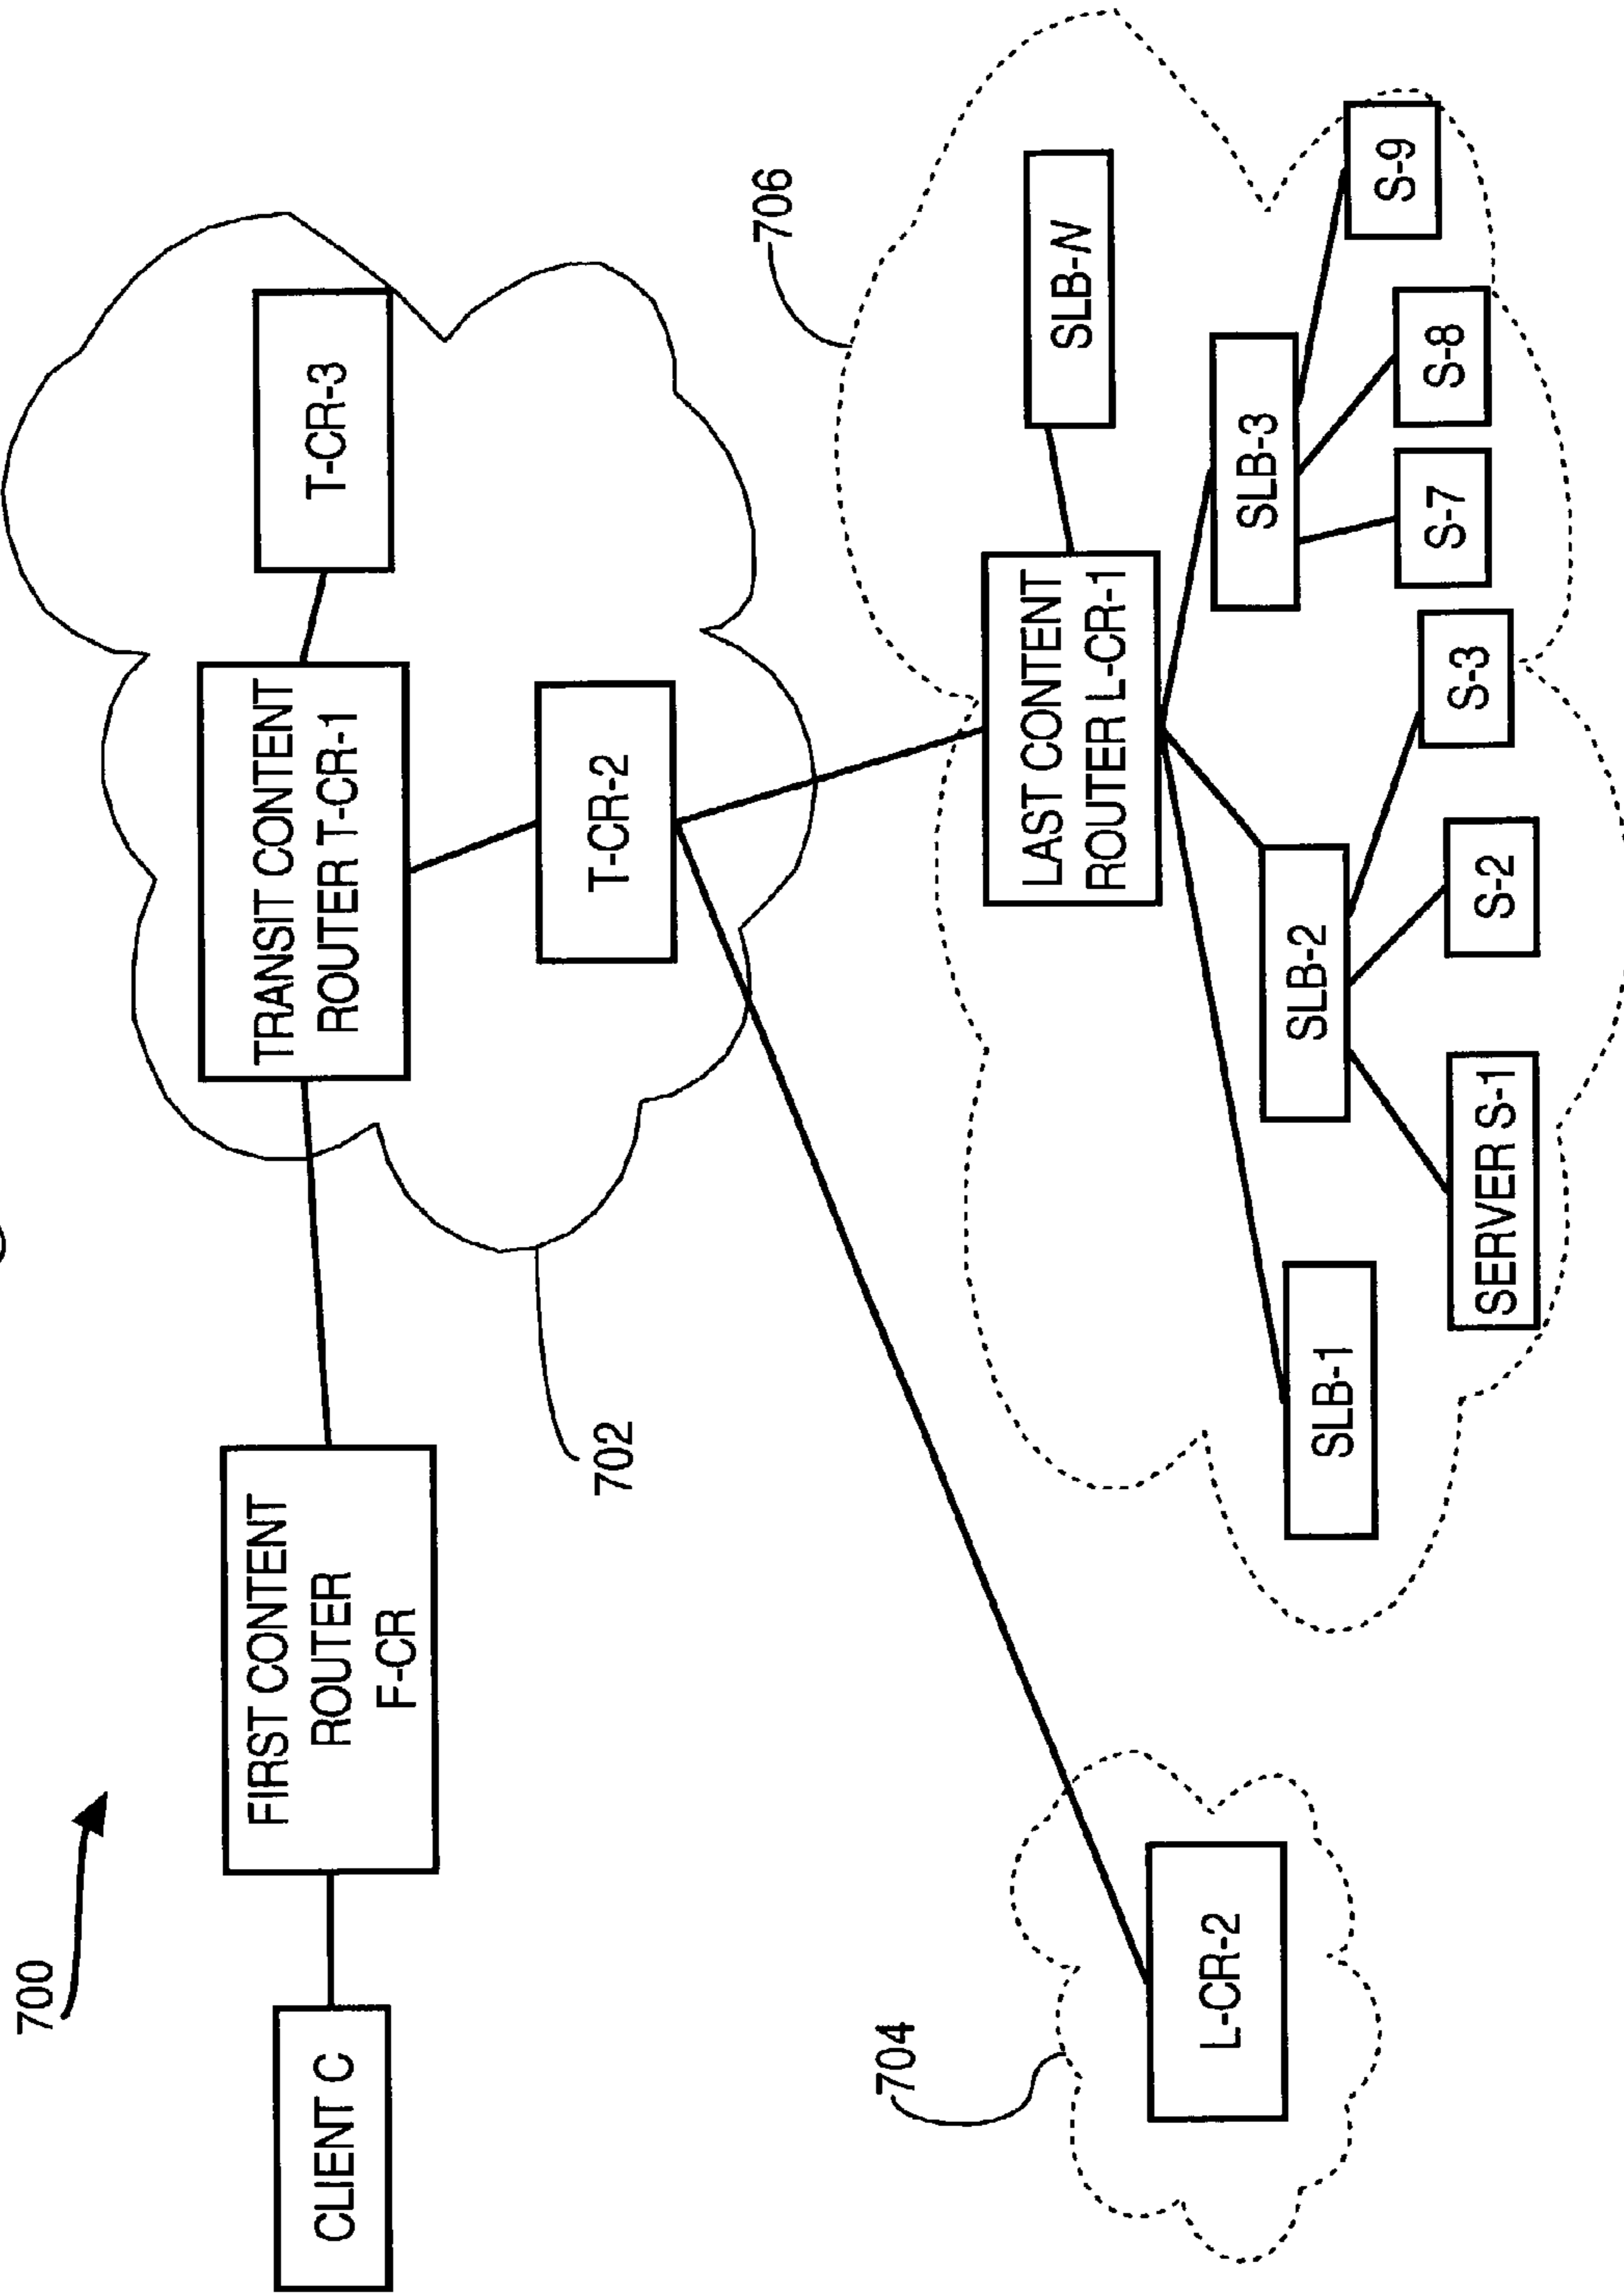 700
CLIENT C
FIRST CONTENT
ROUTER
F-CR
TRANSIT CONTENT
ROUTER T-CR-1
T-CR-3
T-CR-2
702
704
L-CR-2
706
LAST CONTENT
ROUTER L-CR-1
SLB-N
SLB-1
SLB-2
SLB-3
SERVER S-1
S-2
S-3
S-7
S-8
S-9